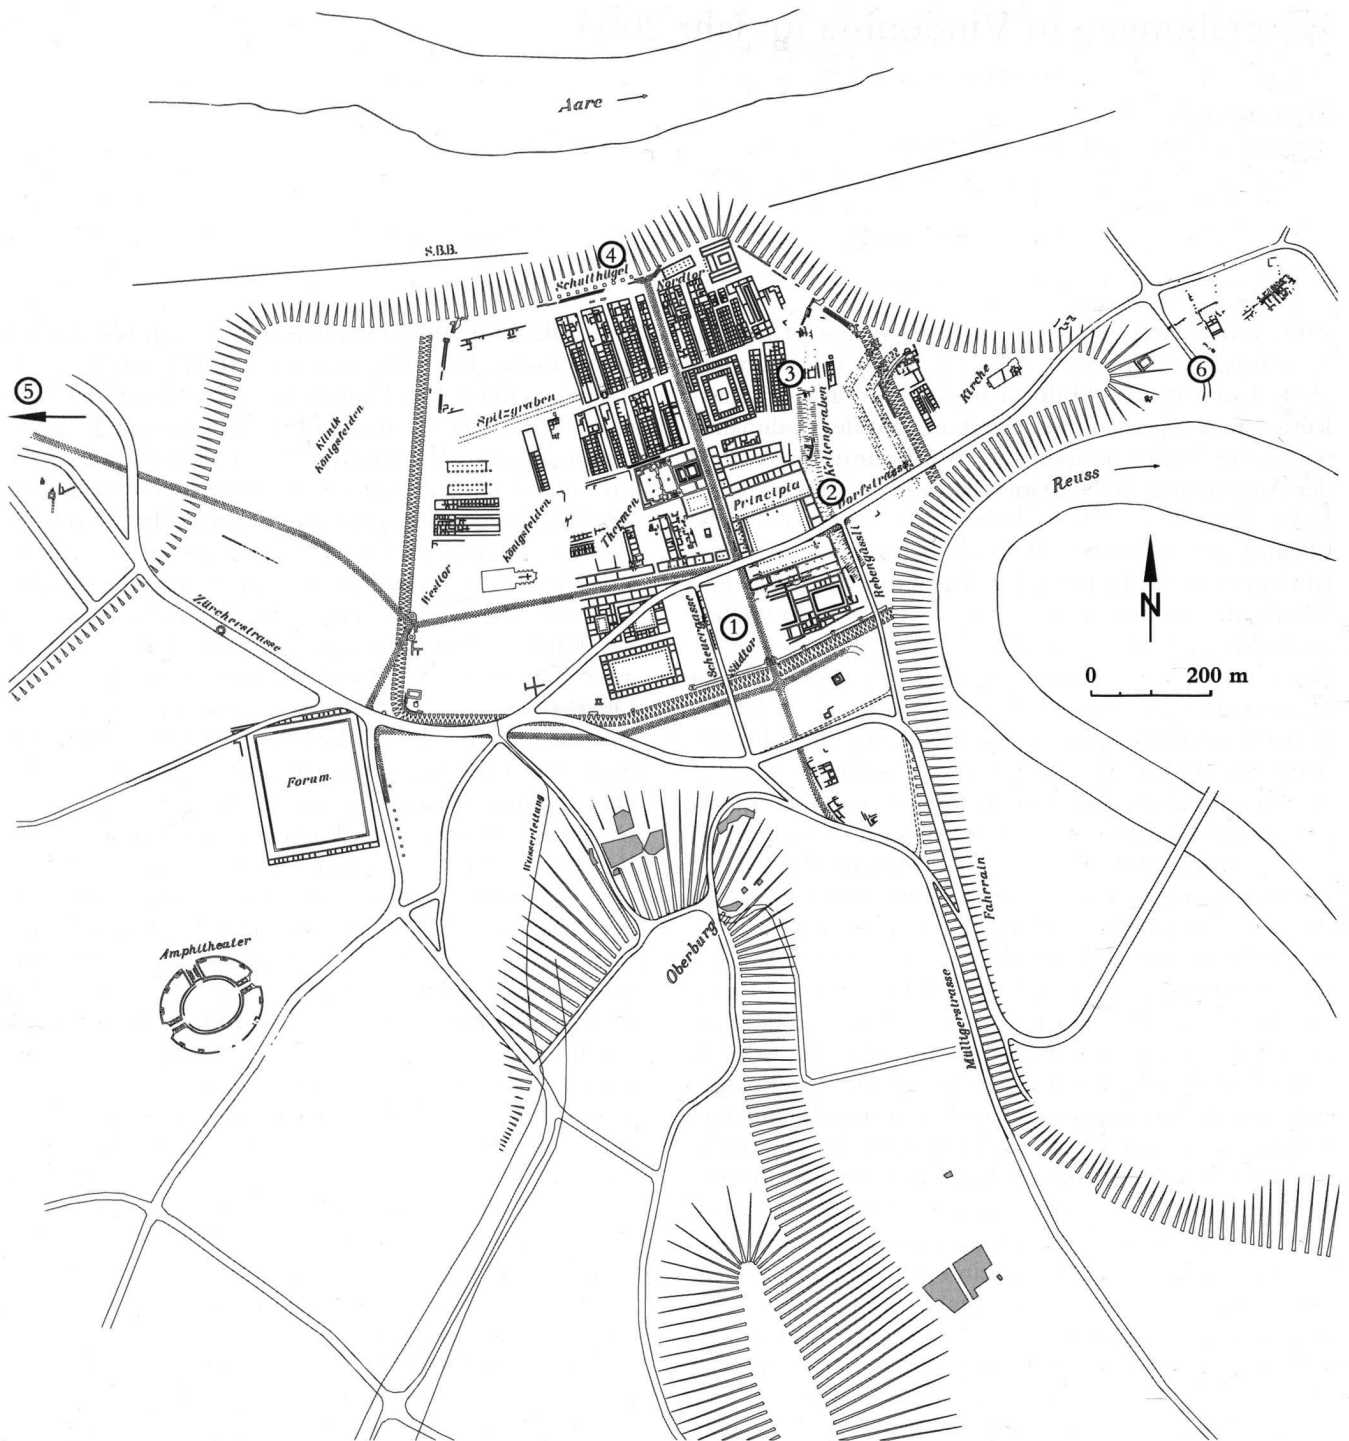 Aare
S.B.B.
4
Schutthügel
Nordtor
5
3
6
Klinik
Königsfelden
Spitzgraben
Keltengraben
Kirche
Reuss
Principia
2
Dorfstrasse
Königsfelden
Thermen
Westtor
Rebengässli
N
Zürcherstrasse
Scheuergasse
1
Südtor
0 200 m
Forum.
Wasserleitung
Fahrrain
Amphitheater
Oberburg
Mülligerstrasse